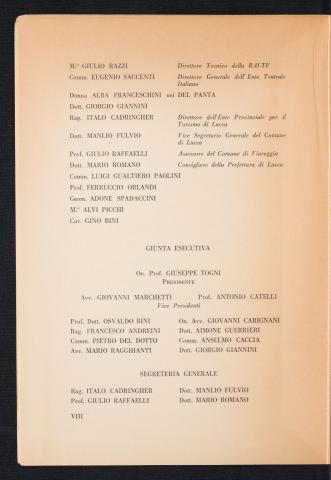 M.° GIULIO RAZZI Direttore Tecnico della RAI-TV
Comm. EUGENIO SACCENTI Direttore Generale dell'Ente Teatrale
Italiano
Donna ALBA FRANCESCHINI nei DEL PANTA
Dott. GIORGIO GIANNINI
Rag. ITALO CADRINGHER Direttore dell'Ente Provinciale per il
Turismo di Lucca
Dott. MANLIO FULVIO Vice Segretario Generale del Comune
di Lucca
Prof. GIULIO RAFFAELLI Assessore del Comune di Viareggio
Dott. MARIO ROMANO Consigliere della Prefettura di Lucca
Comm. LUIGI GUALTIERO PAOLINI
Prof. FERRUCCIO ORLANDI
Geom. ADONE SPADACCINI
M.° ALVI PICCHI
Cav. GINO BINI
GIUNTA ESECUTIVA
On. Prof. GIUSEPPE TOGNI
PRESIDENTE
Avv. GIOVANNI MARCHETTI Prof. ANTONIO CATELLI
Vice Presidenti
Prof. Dott. OSVALDO BINI On. Avv. GIOVANNI CARIGNANI
Rag. FRANCESCO ANDREINI Dott. AIMONE GUERRIERI
Comm. PIETRO DEL DOTTO Comm. ANSELMO CACCIA
Avv. MARIO RAGGHIANTI Dott. GIORGIO GIANNINI
SEGRETERIA GENERALE
Rag. ITALO CADRINGHER Dott. MANLIO FULVIO
Prof. GIULIO RAFFAELLI Dott. MARIO ROMANO
VIII